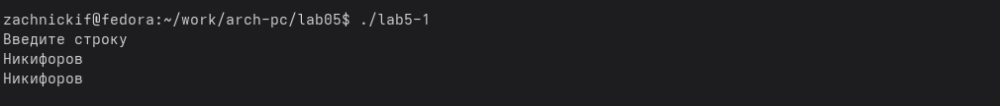 zachnickif@fedora:~/work/arch-pc/lab05$ ./lab5-1
Введите строку
Никифоров
Никифоров